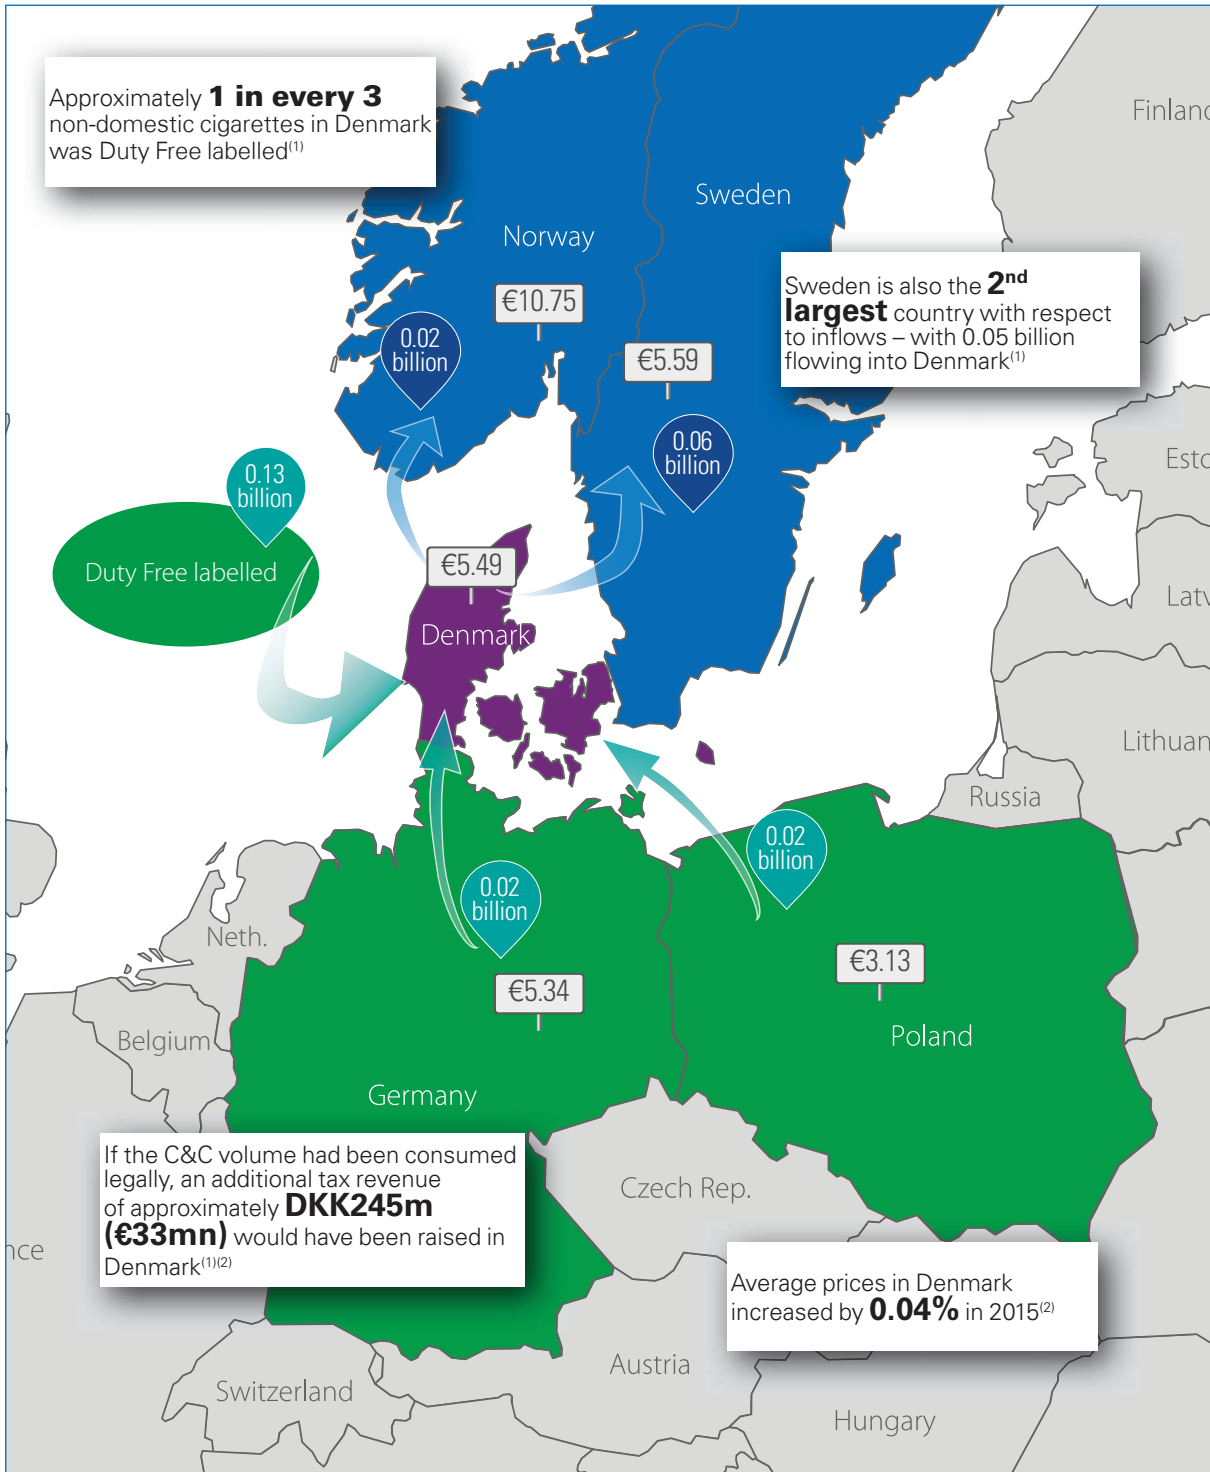 Approximately 1 in every 3
non-domestic cigarettes in Denmark
was Duty Free labelled(1)
Finland
Sweden
Norway
Sweden is also the 2nd
largest country with respect
to inflows – with 0.05 billion
flowing into Denmark(1)
€10.75
0.02
billion
€5.59
0.06
billion
0.13
billion
Esto
€5.49
Duty Free labelled
Latv
Denmark
Lithuan
Russia
0.02
billion
0.02
billion
Neth.
€3.13
€5.34
Belgium
Poland
Germany
If the C&C volume had been consumed
legally, an additional tax revenue
of approximately DKK245m
(€33mn) would have been raised in
Denmark(1)(2)
Czech Rep.
nce
Average prices in Denmark
increased by 0.04% in 2015(2)
Austria
Switzerland
Hungary